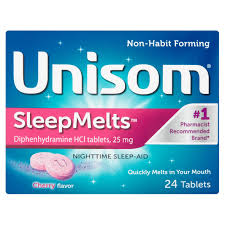 Non-Habit Forming
Unisom®
SleepMelts™
Diphenhydramine HCl tablets, 25 mg
#1
Pharmacist
Recommended
Brand*
NIGHTTIME SLEEP-AID
Cherry flavor
Quickly Melts in Your Mouth
24 Tablets